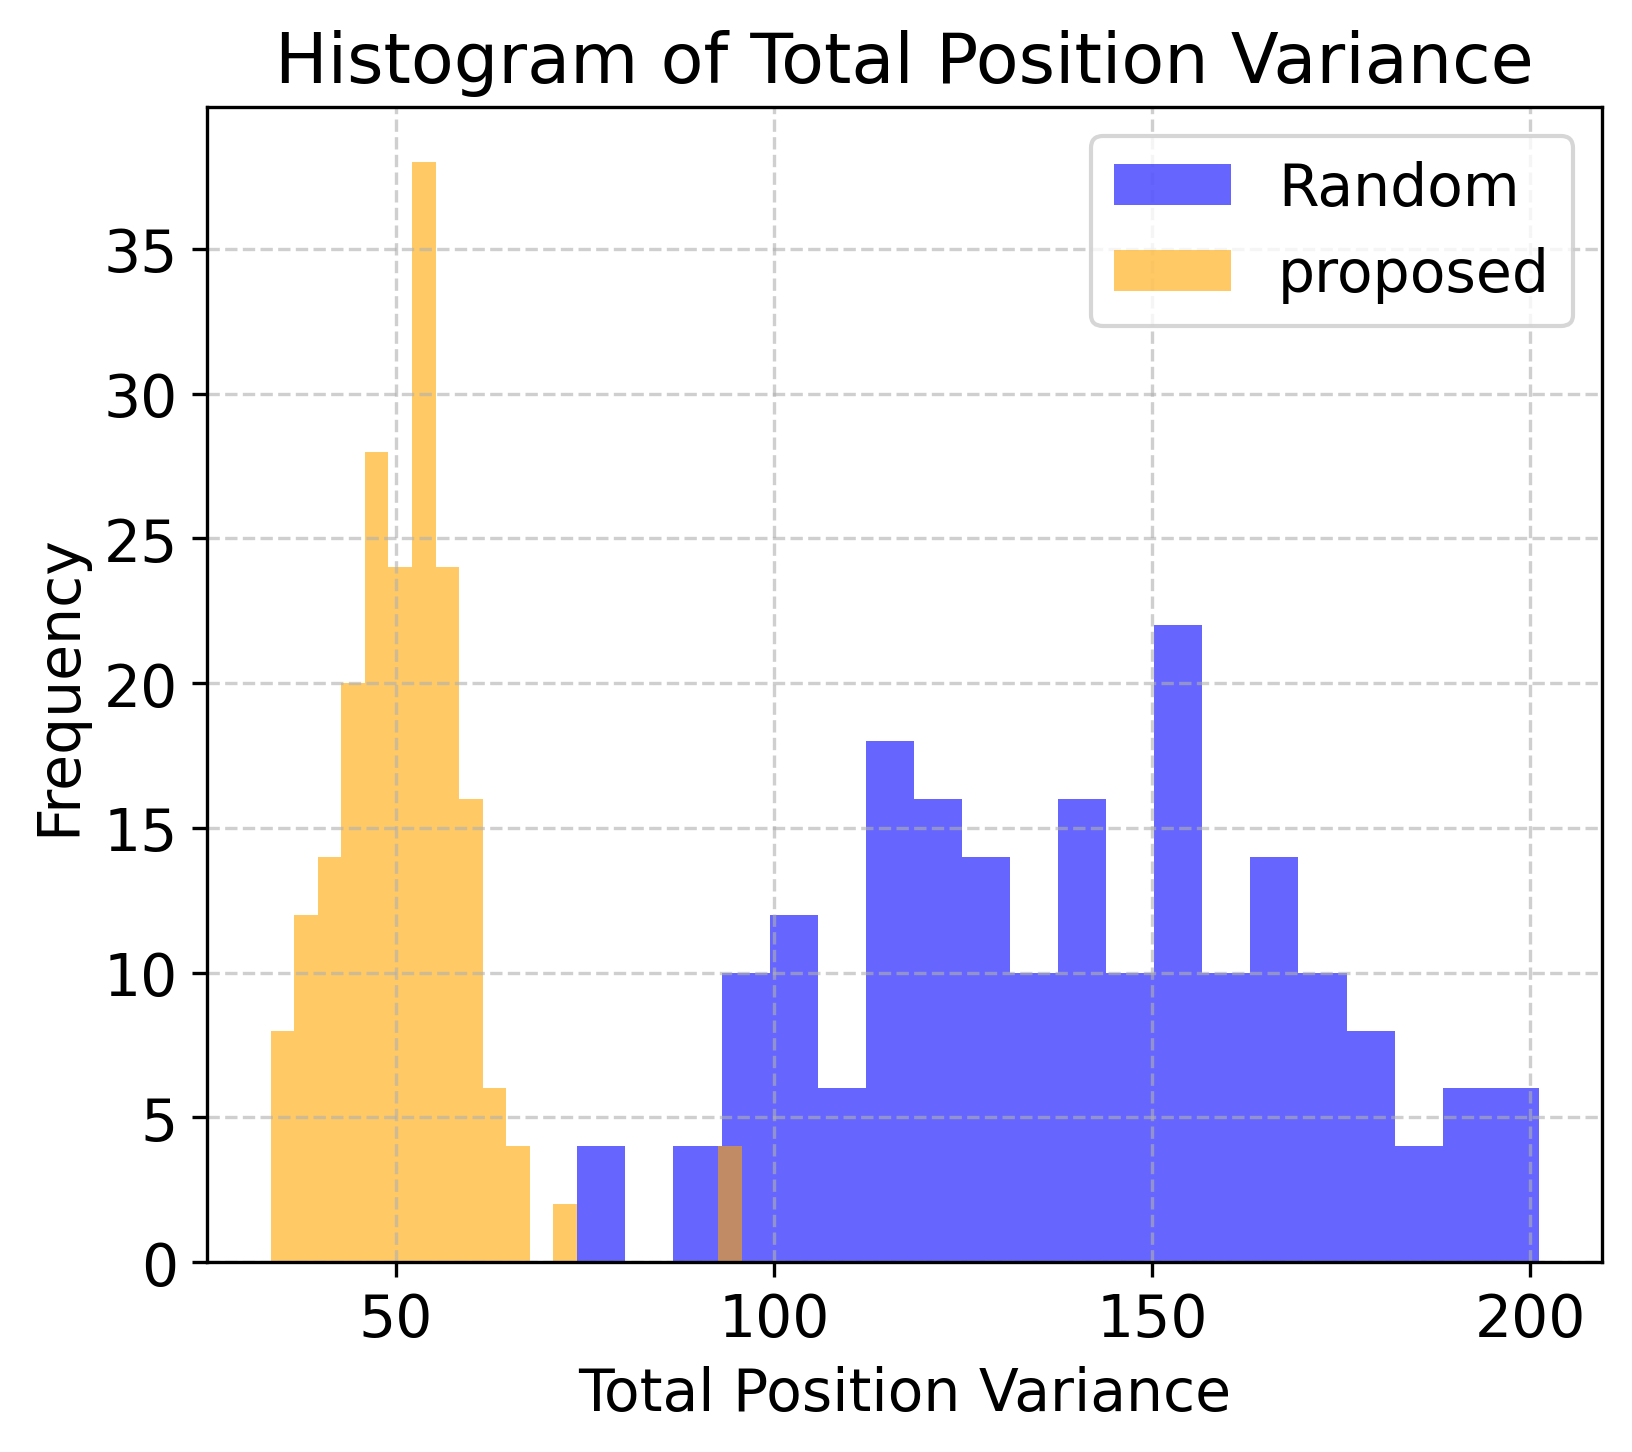 Histogram of Total Position Variance
Random
proposed
Frequency
35
30
25
20
15
10
5
0
50 100 150 200
Total Position Variance